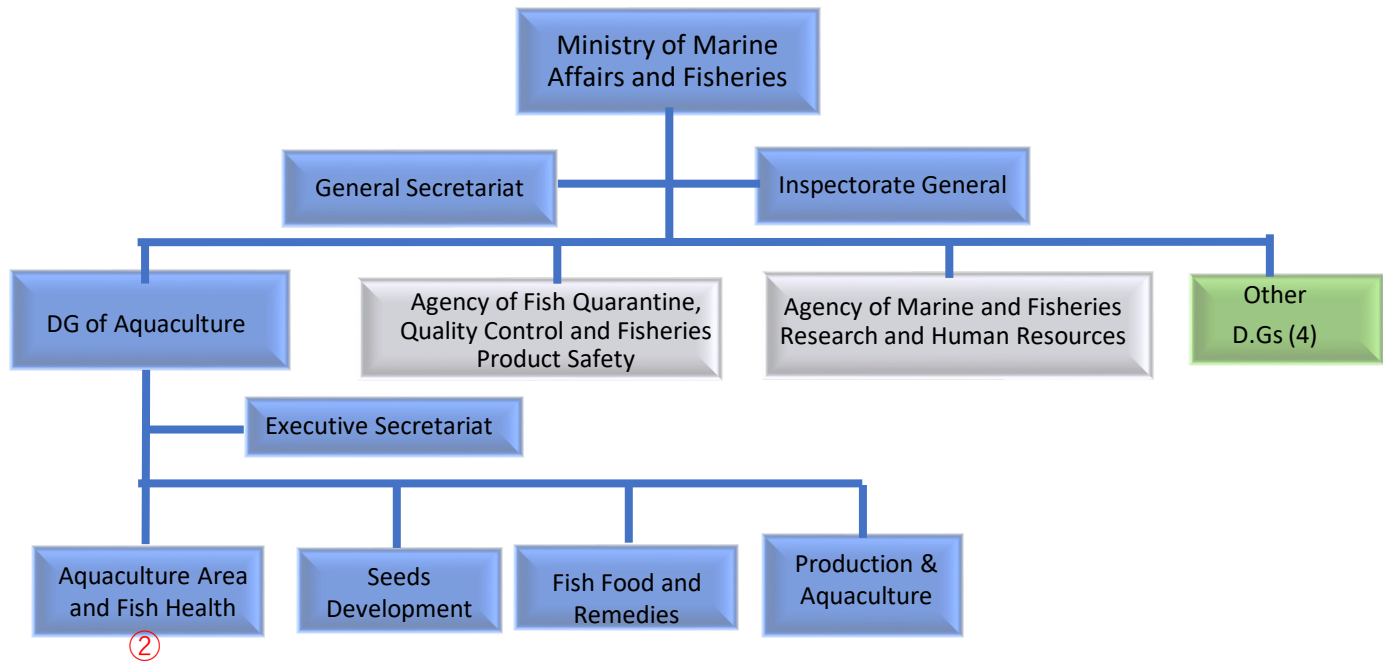 Ministry of Marine
Affairs and Fisheries
General Secretariat
Inspectorate General
DG of Aquaculture
Agency of Fish Quarantine,
Quality Control and Fisheries
Product Safety
Agency of Marine and Fisheries
Research and Human Resources
Other
D.Gs (4)
Executive Secretariat
Aquaculture Area
and Fish Health
②
Seeds
Development
Fish Food and
Remedies
Production &
Aquaculture